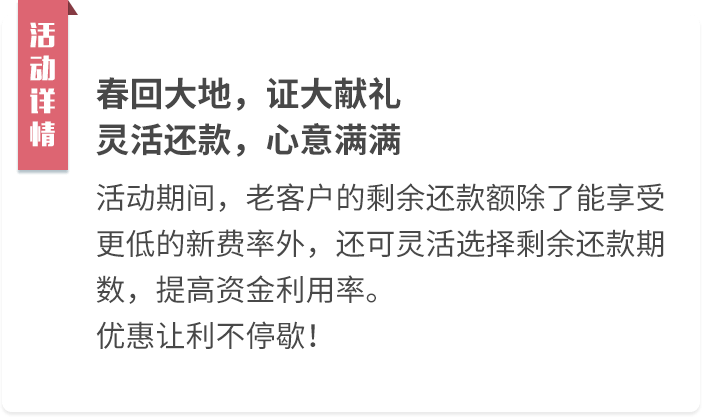 活动详情
春回大地，证大献礼
灵活还款，心意满满
活动期间，老客户的剩余还款额除了能享受
更低的新费率外，还可灵活选择剩余还款期
数，提高资金利用率。
优惠让利不停歇！